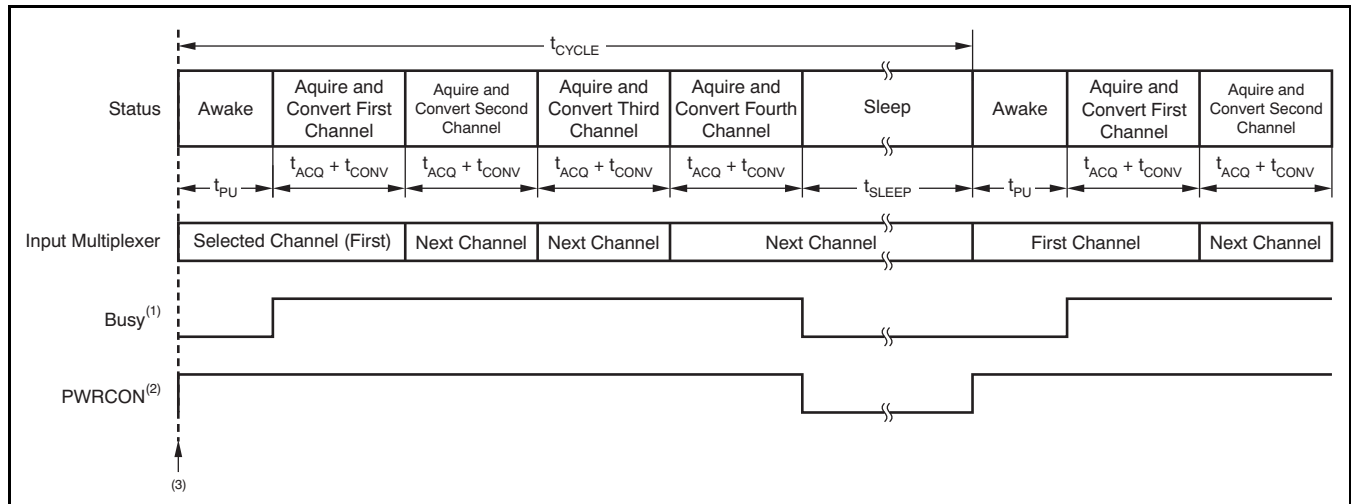 tCYCLE
Status
Awake
Aquire and
Convert First
Channel
Aquire and
Convert Second
Channel
Aquire and
Convert Third
Channel
Aquire and
Convert Fourth
Channel
Sleep
Awake
Aquire and
Convert First
Channel
Aquire and
Convert Second
Channel
tPU
tACQ + tCONV
tACQ + tCONV
tACQ + tCONV
tACQ + tCONV
tSLEEP
tPU
tACQ + tCONV
tACQ + tCONV
Input Multiplexer
Selected Channel (First)
Next Channel
Next Channel
Next Channel
First Channel
Next Channel
Busy(1)
PWRCON(2)
(3)